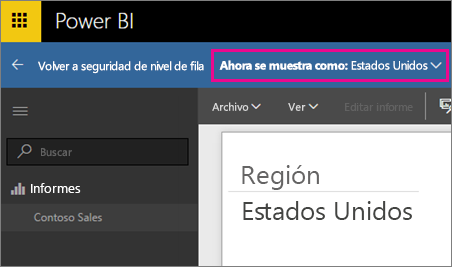 Power BI
Volver a seguridad de nivel de fila Ahora se muestra como: Estados Unidos
Archivo Ver Editar informe
Buscar
Informes
Contoso Sales
Región
Estados Unidos